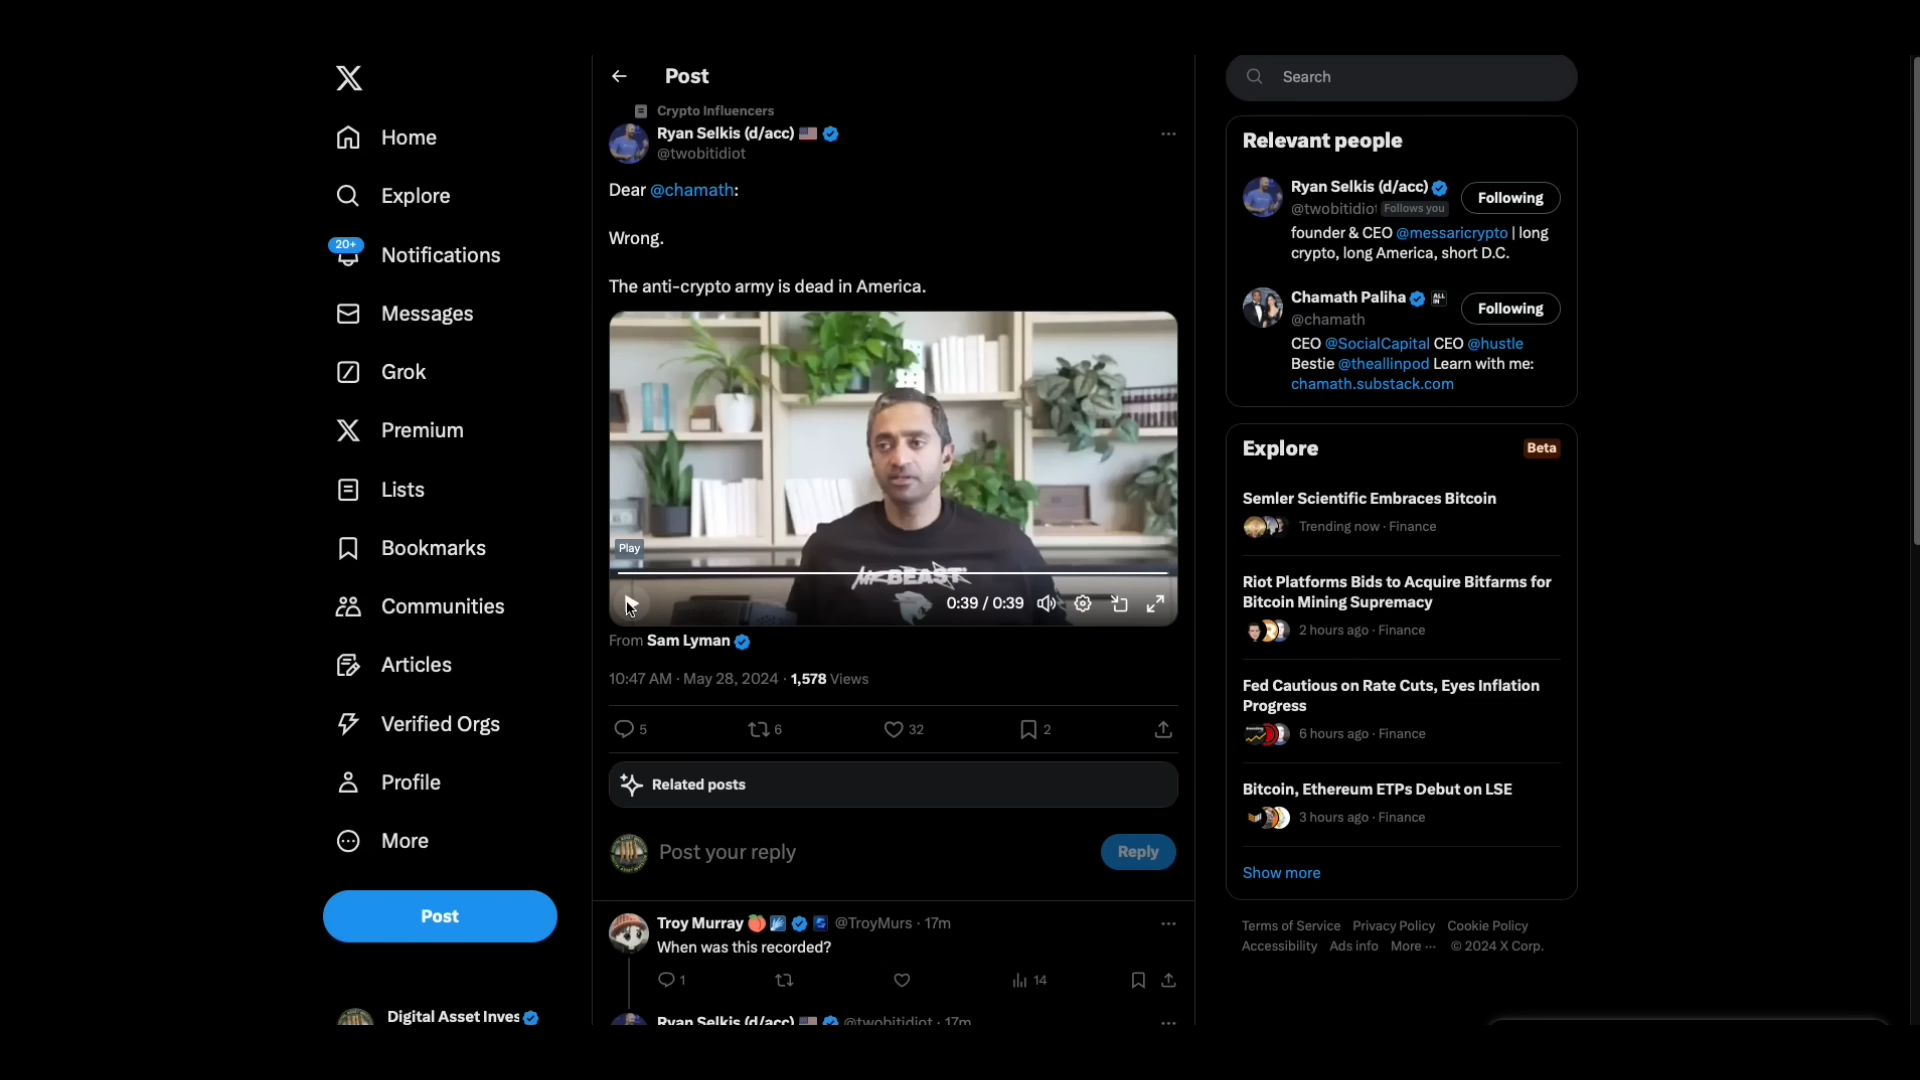 Home
Explore
20+
Notifications
Messages
Grok
Premium
Lists
Bookmarks
Communities
Articles
Verified Orgs
Profile
More
Post
Digital Asset Inves
Post
Crypto Influencers
Ryan Selkis (d/acc)
@twobitidiot
Dear @chamath:
Wrong.
The anti-crypto army is dead in America.
MRBEAST
Play
0:39 / 0:39
From Sam Lyman
10:47 AM · May 28, 2024 · 1,578 Views
5 6 32 2
Related posts
Post your reply
Reply
Troy Murray @TroyMurs · 17m
When was this recorded?
1 14
Ryan Selkis (d/acc) @twobitidiot · 17m
Search
Relevant people
Ryan Selkis (d/acc)
Following
@twobitidiot Follows you
founder & CEO @messaricrypto | long
crypto, long America, short D.C.
Chamath Paliha
ALL IN
Following
@chamath
CEO @SocialCapital CEO @hustle
Bestie @theallinpod Learn with me:
chamath.substack.com
Explore
Beta
Semler Scientific Embraces Bitcoin
Trending now · Finance
Riot Platforms Bids to Acquire Bitfarms for
Bitcoin Mining Supremacy
2 hours ago · Finance
Fed Cautious on Rate Cuts, Eyes Inflation
Progress
6 hours ago · Finance
Bitcoin, Ethereum ETPs Debut on LSE
3 hours ago · Finance
Show more
Terms of Service Privacy Policy Cookie Policy
Accessibility Ads info More ··· © 2024 X Corp.